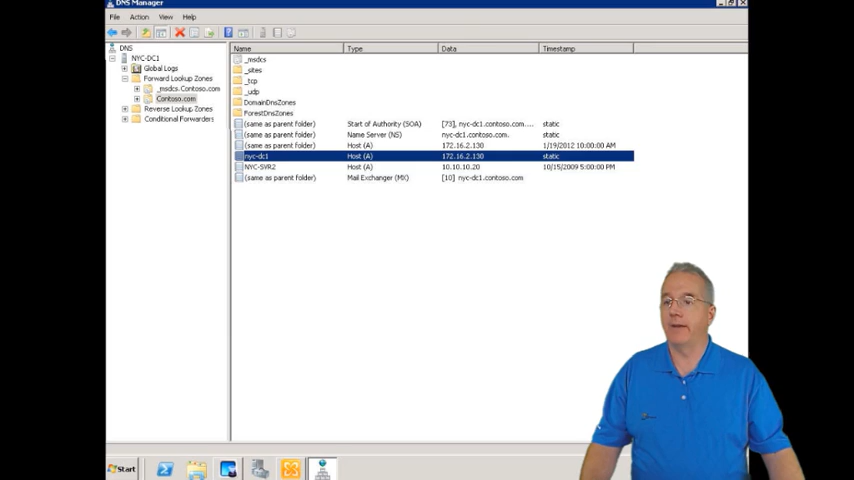 DNS Manager
File Action View Help
DNS
NYC-DC1
Global Logs
Forward Lookup Zones
_msdcs.Contoso.com
Contoso.com
Reverse Lookup Zones
Conditional Forwarders
Name Type Data Timestamp
_msdcs
_sites
_tcp
_udp
DomainDnsZones
ForestDnsZones
(same as parent folder) Start of Authority (SOA) [73], nyc-dc1.contoso.com.... static
(same as parent folder) Name Server (NS) nyc-dc1.contoso.com. static
(same as parent folder) Host (A) 172.16.2.130 1/19/2012 10:00:00 AM
nyc-dc1 Host (A) 172.16.2.130 static
NYC-SVR2 Host (A) 10.10.10.20 10/15/2009 5:00:00 PM
(same as parent folder) Mail Exchanger (MX) [10] nyc-dc1.contoso.com
Start